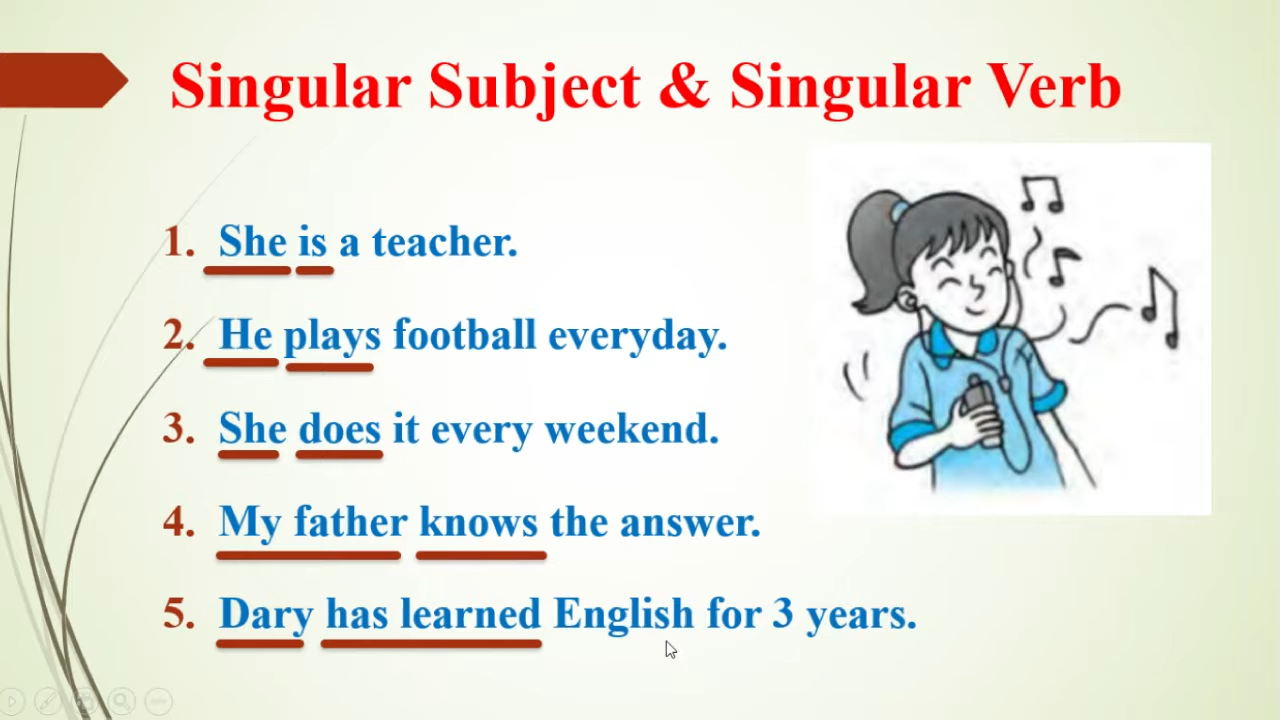 Singular Subject & Singular Verb
1. She is a teacher.
2. He plays football everyday.
3. She does it every weekend.
4. My father knows the answer.
5. Dary has learned English for 3 years.